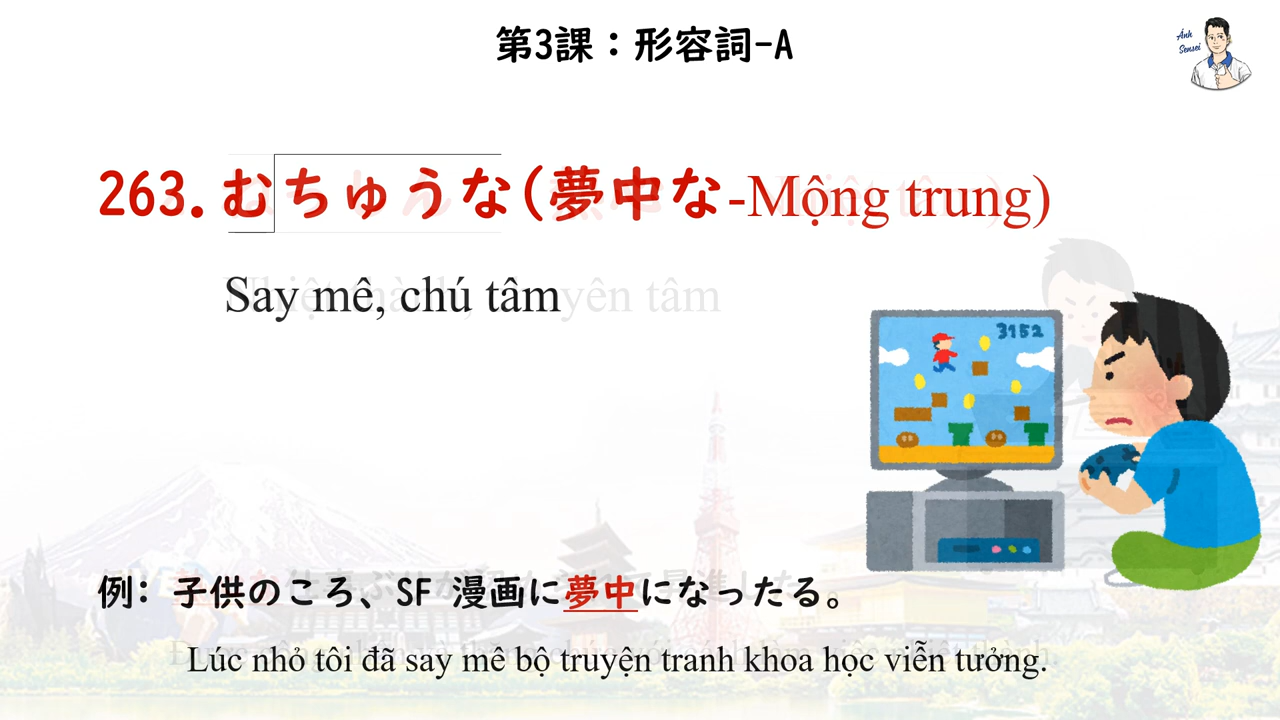 第3課：形容詞-A
Ánh
Sensei
263. むちゅうな(夢中な-Mộng trung)
Say mê, chú tâm
3152
例: 子供のころ、SF 漫画に夢中になったる。
Lúc nhỏ tôi đã say mê bộ truyện tranh khoa học viễn tưởng.